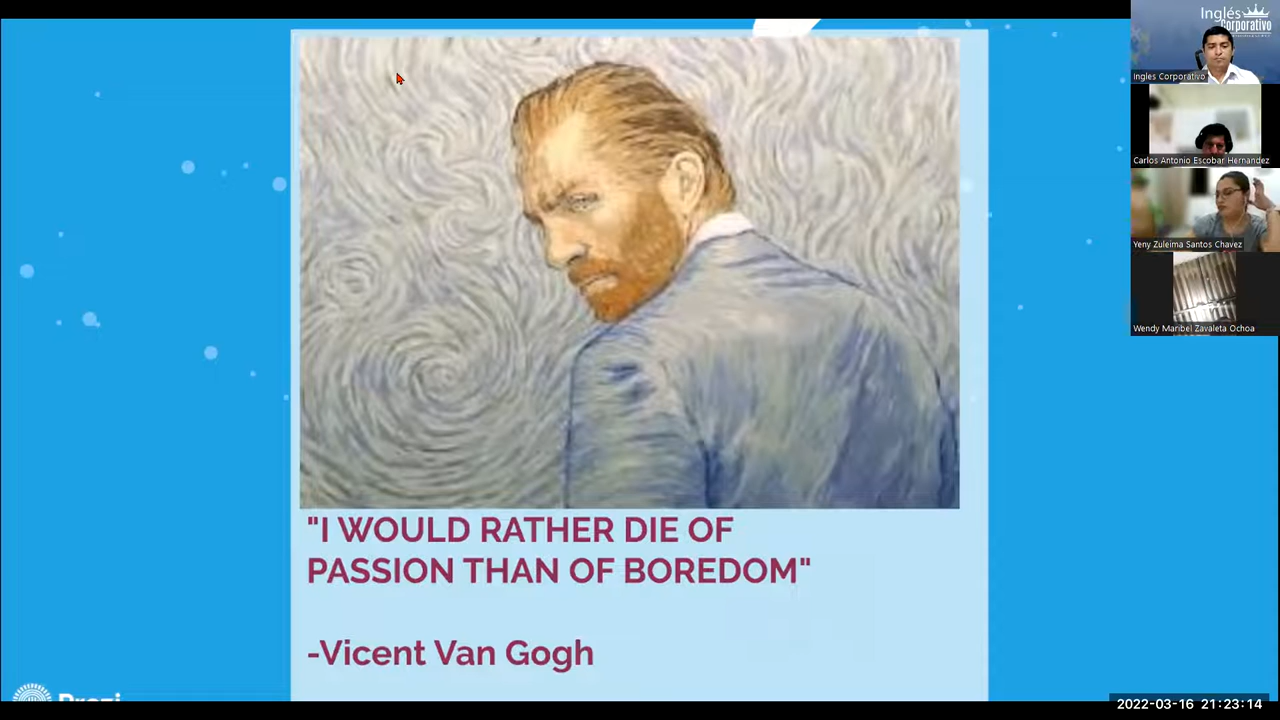 Inglés
Corporativo
Ingles Corporativo
Carlos Antonio Escobar Hernandez
Yeny Zuleima Santos Chavez
Wendy Maribel Zavaleta Ochoa
"I WOULD RATHER DIE OF
PASSION THAN OF BOREDOM"
-Vicent Van Gogh
Prezi
2022-03-16 21:23:14